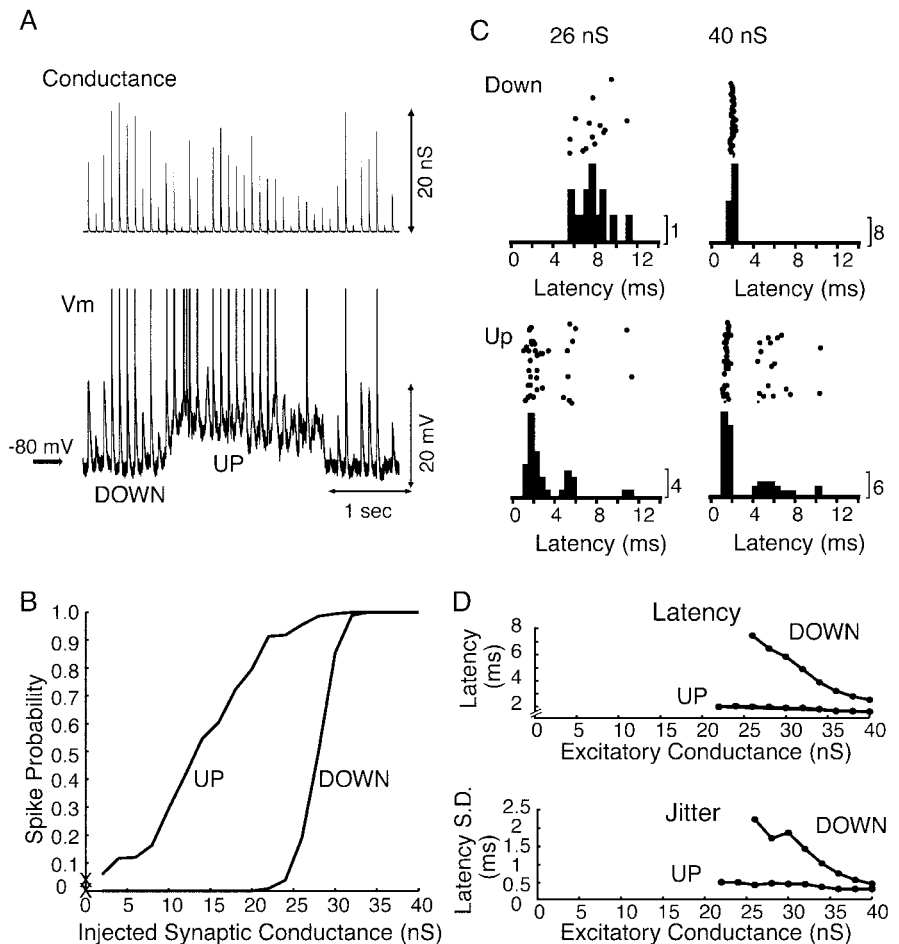 A
Conductance
20 nS
Vm
-80 mV
DOWN
UP
20 mV
1 sec
C
26 nS
40 nS
Down
1
0 4 8 12
Latency (ms)
8
0 4 8 12
Latency (ms)
Up
4
0 4 8 12
Latency (ms)
6
0 4 8 12
Latency (ms)
B
Spike Probability
1.0
0.9
0.8
0.7
0.6
0.5
0.4
0.3
0.2
0.1
0
UP
DOWN
0 5 10 15 20 25 30 35 40
Injected Synaptic Conductance (nS)
D
Latency
Latency
(ms)
8
6
4
2
DOWN
UP
0 5 10 15 20 25 30 35 40
Excitatory Conductance (nS)
Jitter
Latency S.D.
(ms)
2.5
2
1.5
1
0.5
0
DOWN
UP
0 5 10 15 20 25 30 35 40
Excitatory Conductance (nS)